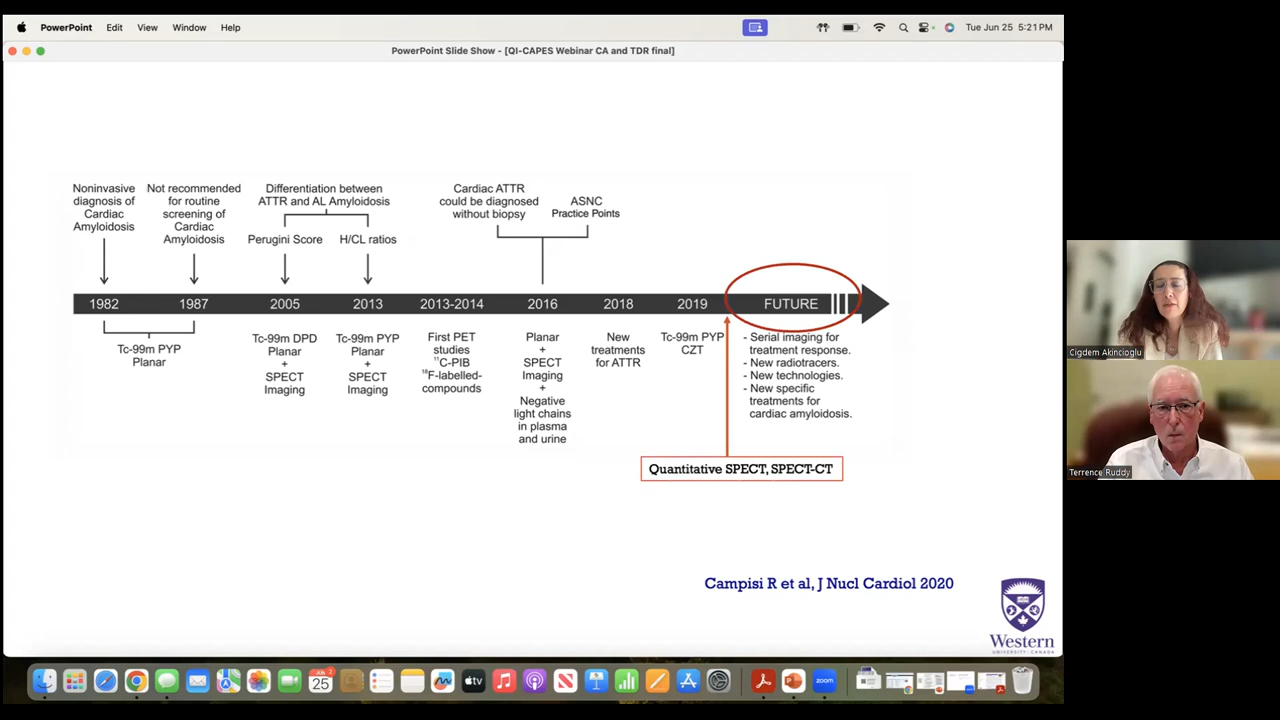 PowerPoint Edit View Window Help
Tue Jun 25 5:21 PM
PowerPoint Slide Show - [QI-CAPES Webinar CA and TDR final]
Noninvasive
diagnosis of
Cardiac
Amyloidosis
Not recommended
for routine
screening of
Cardiac
Amyloidosis
Differentiation between
ATTR and AL Amyloidosis
Perugini Score
H/CL ratios
Cardiac ATTR
could be diagnosed
without biopsy
ASNC
Practice Points
1982 1987 2005 2013 2013-2014 2016 2018 2019 FUTURE
Tc-99m PYP
Planar
Tc-99m DPD
Planar
+
SPECT
Imaging
Tc-99m PYP
Planar
+
SPECT
Imaging
First PET
studies
11C-PIB
18F-labelled-
compounds
Planar
+
SPECT
Imaging
+
Negative
light chains
in plasma
and urine
New
treatments
for ATTR
Tc-99m PYP
CZT
- Serial imaging for
treatment response.
- New radiotracers.
- New technologies.
- New specific
treatments for
cardiac amyloidosis.
Quantitative SPECT, SPECT-CT
Campisi R et al, J Nucl Cardiol 2020
Western
UNIVERSITY · CANADA
Cigdem Akincioglu
Terrence Ruddy
JUN
25
tv
zoom